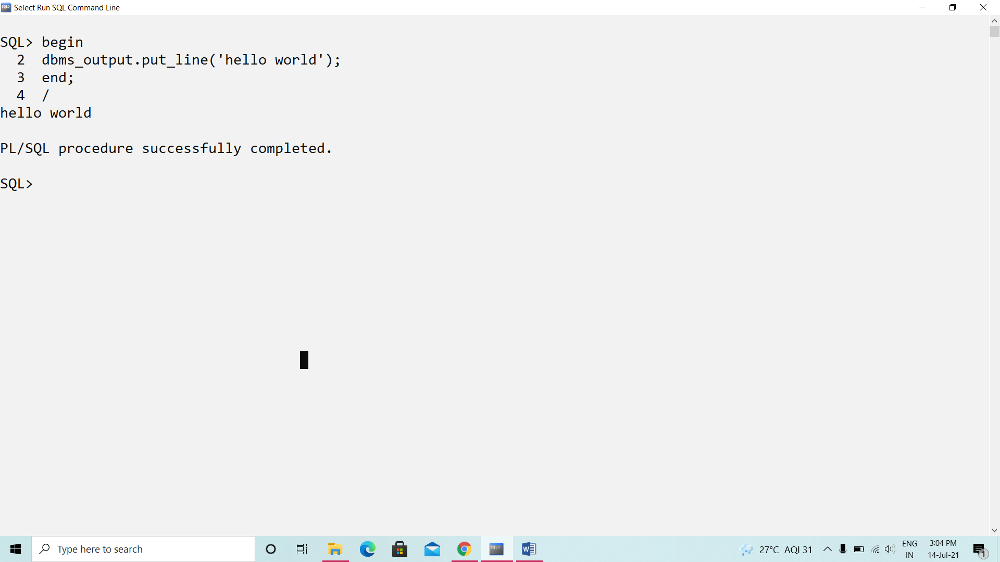 Select Run SQL Command Line
SQL> begin
2 dbms_output.put_line('hello world');
3 end;
4 /
hello world
PL/SQL procedure successfully completed.
SQL>
Type here to search
27°C AQI 31
ENG
IN
3:04 PM
14-Jul-21
1